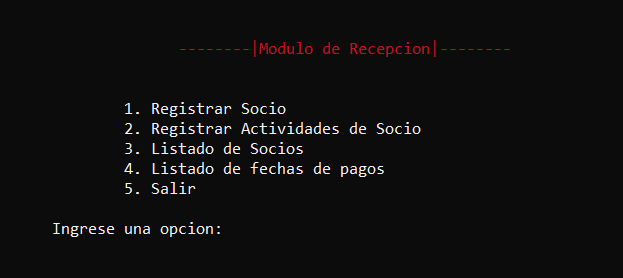 --------|Modulo de Recepcion|--------
1. Registrar Socio
2. Registrar Actividades de Socio
3. Listado de Socios
4. Listado de fechas de pagos
5. Salir
Ingrese una opcion: